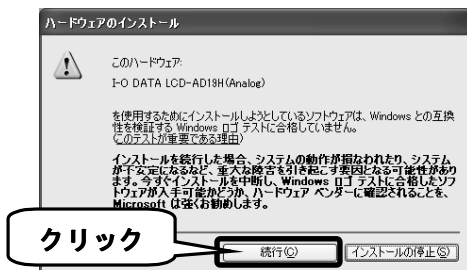 ハードウェアのインストール
このハードウェア:
I-O DATA LCD-AD19H(Analog)
を使用するためにインストールしようとしているソフトウェアは、Windows との互換
性を検証する Windows ロゴ テストに合格していません。
(このテストが重要である理由)
インストールを続行した場合、システムの動作が損なわれたり、システム
が不安定になるなど、重大な障害を引き起こす要因となる可能性があり
ます。今すぐインストールを中断し、Windows ロゴ テストに合格したソフ
トウェアが入手可能かどうか、ハードウェア ベンダーに確認されることを、
Microsoft は強くお勧めします。
クリック
続行(C)
インストールの停止(S)